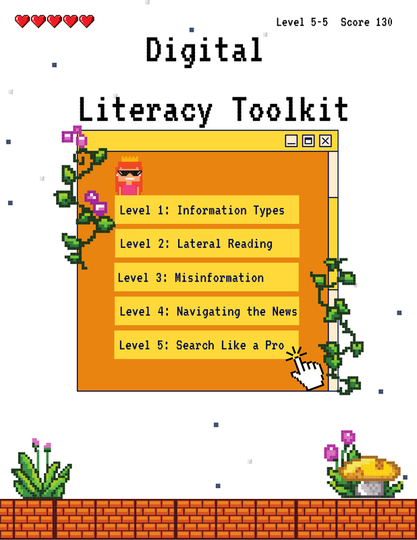 Level 5-5 Score 130
Digital
Literacy Toolkit
Level 1: Information Types
Level 2: Lateral Reading
Level 3: Misinformation
Level 4: Navigating the News
Level 5: Search Like a Pro